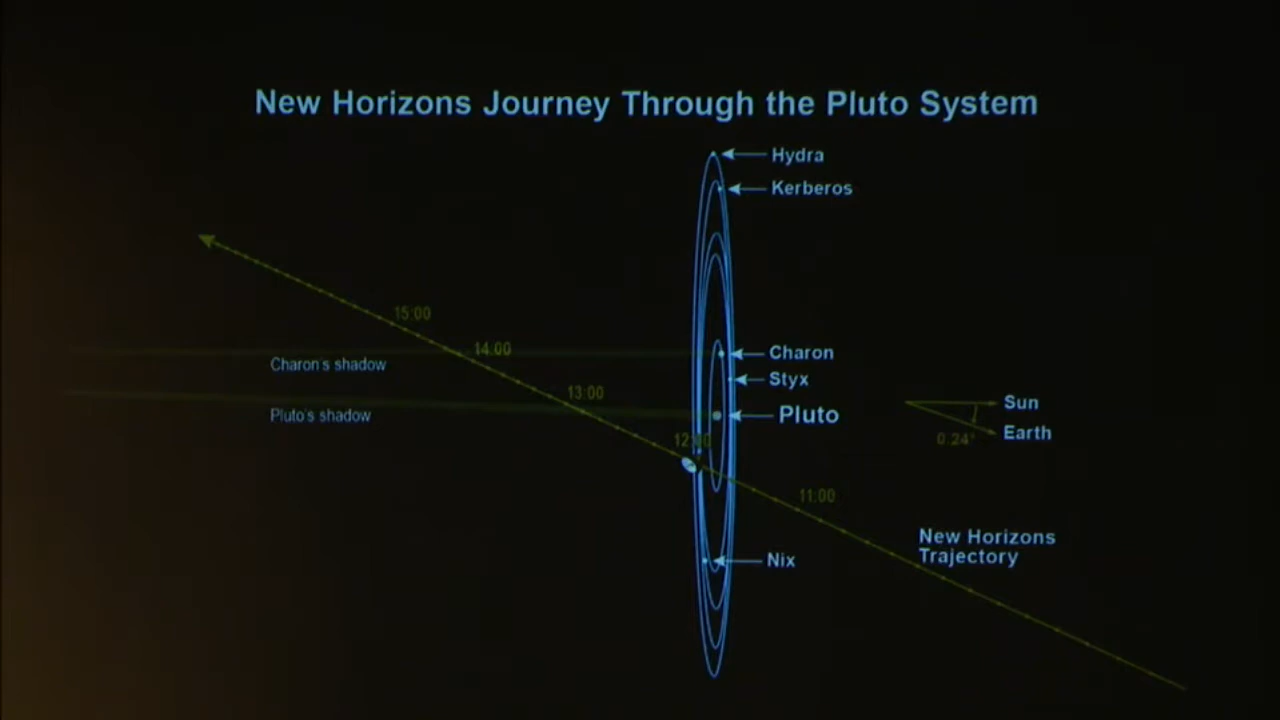 New Horizons Journey Through the Pluto System
Hydra
Kerberos
15:00
14:00
Charon's shadow
Charon
Styx
13:00
Pluto's shadow
Pluto
Sun
Earth
0.24°
12:00
11:00
New Horizons
Trajectory
Nix